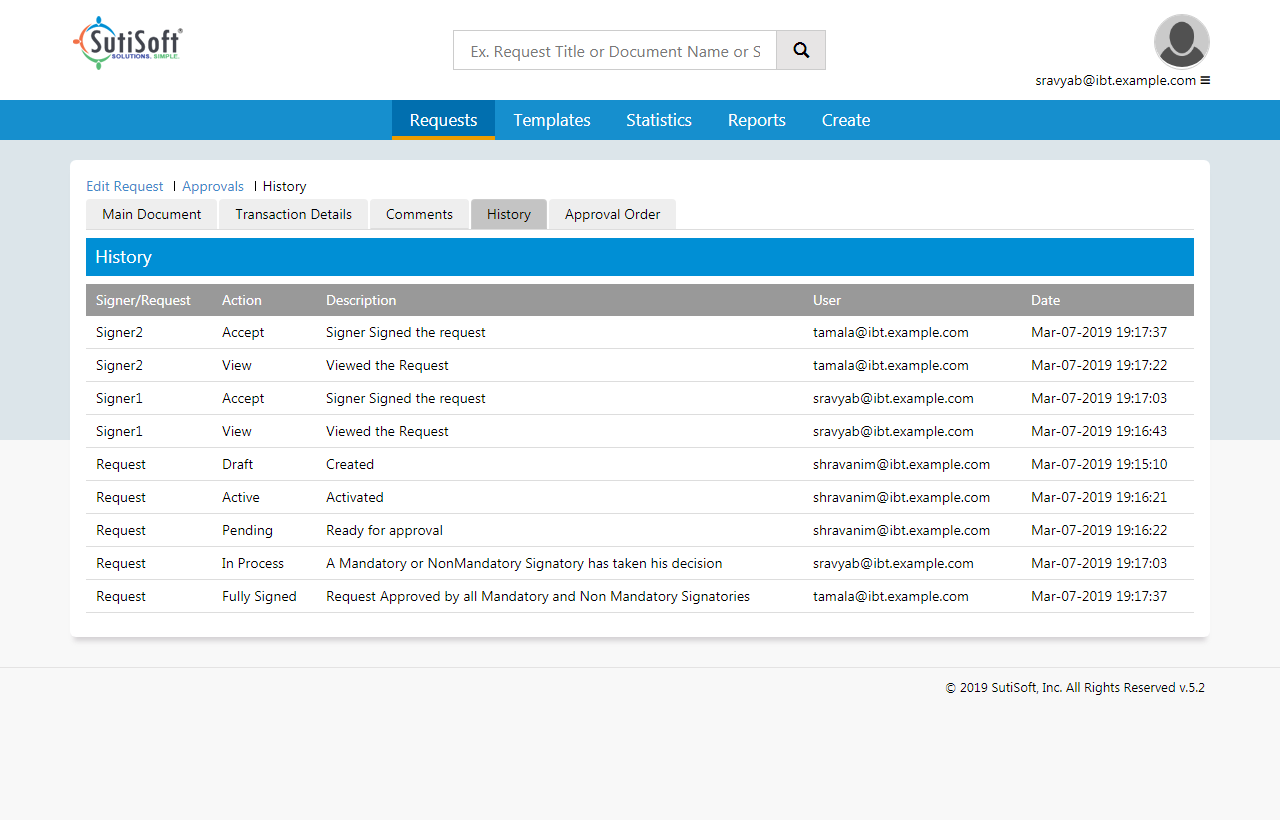 SutiSoft®
SOLUTIONS. SIMPLE.
Ex. Request Title or Document Name or S
sravyab@ibt.example.com
Requests Templates Statistics Reports Create
Edit Request | Approvals | History
Main Document Transaction Details Comments History Approval Order
History
Signer/Request Action Description User Date
Signer2 Accept Signer Signed the request tamala@ibt.example.com Mar-07-2019 19:17:37
Signer2 View Viewed the Request tamala@ibt.example.com Mar-07-2019 19:17:22
Signer1 Accept Signer Signed the request sravyab@ibt.example.com Mar-07-2019 19:17:03
Signer1 View Viewed the Request sravyab@ibt.example.com Mar-07-2019 19:16:43
Request Draft Created shravanim@ibt.example.com Mar-07-2019 19:15:10
Request Active Activated shravanim@ibt.example.com Mar-07-2019 19:16:21
Request Pending Ready for approval shravanim@ibt.example.com Mar-07-2019 19:16:22
Request In Process A Mandatory or NonMandatory Signatory has taken his decision sravyab@ibt.example.com Mar-07-2019 19:17:03
Request Fully Signed Request Approved by all Mandatory and Non Mandatory Signatories tamala@ibt.example.com Mar-07-2019 19:17:37
© 2019 SutiSoft, Inc. All Rights Reserved v.5.2